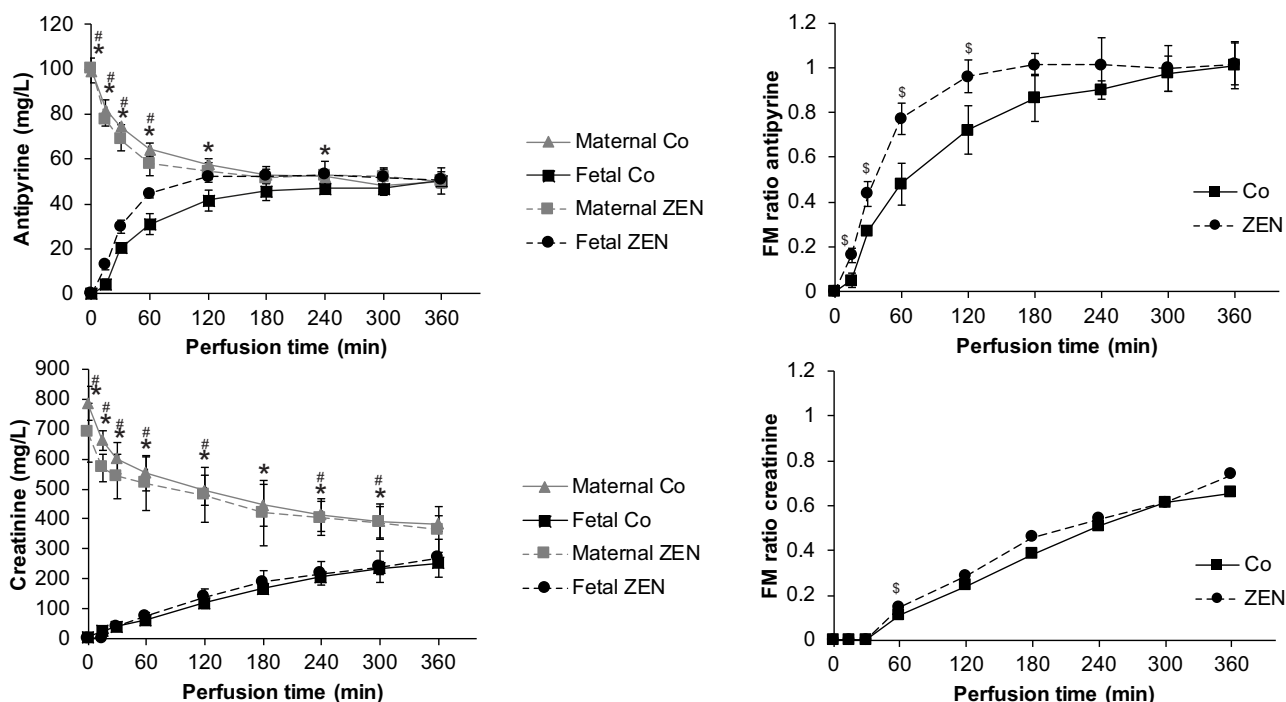 Antipyrine (mg/L)
120
100
80
60
40
20
0
# # # #
* * * * * *
0 60 120 180 240 300 360
Perfusion time (min)
Maternal Co
Fetal Co
Maternal ZEN
Fetal ZEN
FM ratio antipyrine
1.2
1
0.8
0.6
0.4
0.2
0
$ $ $ $ $
0 60 120 180 240 300 360
Perfusion time (min)
Co
ZEN
Creatinine (mg/L)
900
800
700
600
500
400
300
200
100
0
# # # # # # #
* * * * * * * *
0 60 120 180 240 300 360
Perfusion time (min)
Maternal Co
Fetal Co
Maternal ZEN
Fetal ZEN
FM ratio creatinine
1.2
1
0.8
0.6
0.4
0.2
0
$
0 60 120 180 240 300 360
Perfusion time (min)
Co
ZEN